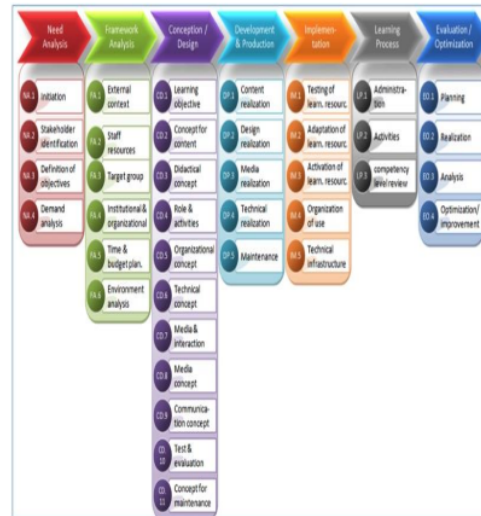 Need
Analysis
Framework
Analysis
Conception /
Design
Development
& Production
Implemen-
tation
Learning
Process
Evaluation/
Optimization
NA.1
Initiation
NA.2
Stakeholder
identification
NA.3
Definition of
objectives
NA.4
Demand
analysis
FA.1
External
context
FA.2
Staff
resources
FA.3
Target group
FA.4
Institutional &
organizational
FA.5
Time &
budget plan.
FA.6
Environment
analysis
CD.1
Learning
objective
CD.2
Concept for
content
CD.3
Didactical
concept
CD.4
Role &
activities
CD.5
Organizational
concept
CD.6
Technical
concept
CD.7
Media &
interaction
CD.8
Media
concept
CD.9
Communica-
tion concept
CD.
10
Test &
evaluation
CD.
11
Concept for
maintenance
DP.1
Content
realization
DP.2
Design
realization
DP.3
Media
realization
DP.4
Technical
realization
DP.5
Maintenance
IM.1
Testing of
learn. resourc.
IM.2
Adaptation of
learn. resourc.
IM.3
Activation of
learn. resourc.
IM.4
Organization
of use
IM.5
Technical
infrastructure
LP.1
Administra-
tion
LP.2
Activities
LP.3
competency
level review
EO.1
Planning
EO.2
Realization
EO.3
Analysis
EO.4
Optimization/
improvement